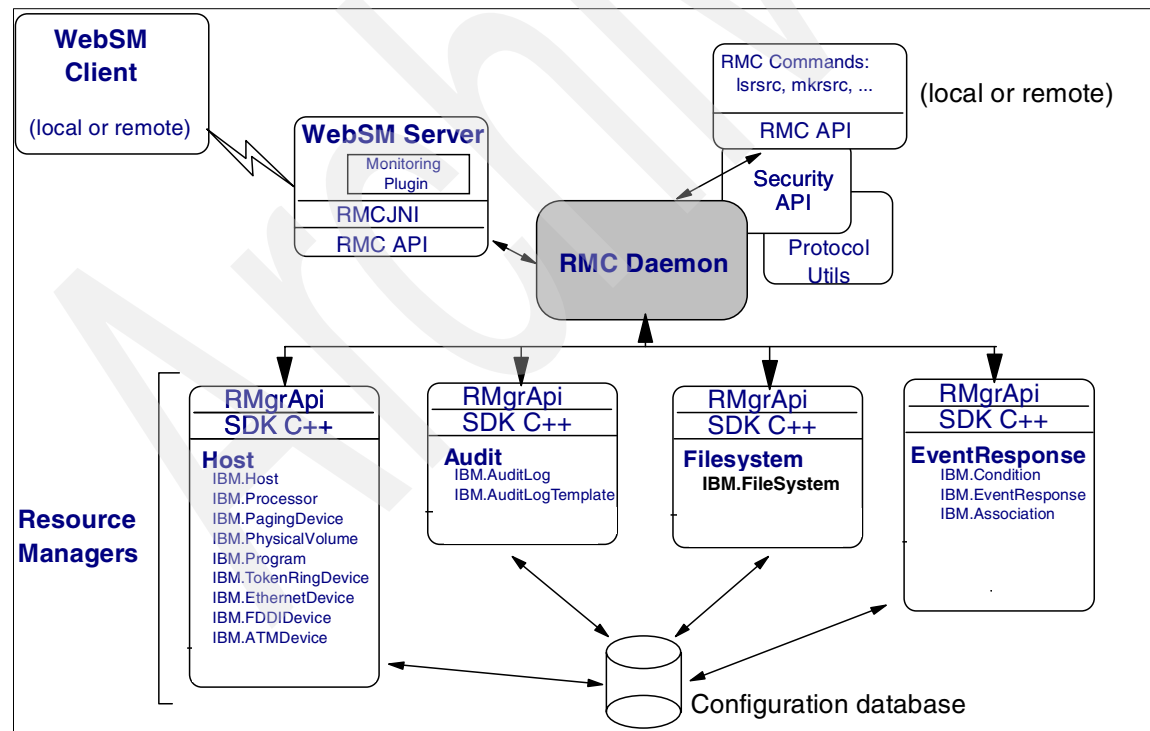 WebSM
Client
(local or remote)
WebSM Server
Monitoring
Plugin
RMCJNI
RMC API
RMC Commands:
lsrsrc, mkrsrc, ...
RMC API
(local or remote)
Security
API
Protocol
Utils
RMC Daemon
Resource
Managers
RMgrApi
SDK C++
Host
IBM.Host
IBM.Processor
IBM.PagingDevice
IBM.PhysicalVolume
IBM.Program
IBM.TokenRingDevice
IBM.EthernetDevice
IBM.FDDIDevice
IBM.ATMDevice
RMgrApi
SDK C++
Audit
IBM.AuditLog
IBM.AuditLogTemplate
RMgrApi
SDK C++
Filesystem
IBM.FileSystem
RMgrApi
SDK C++
EventResponse
IBM.Condition
IBM.EventResponse
IBM.Association
Configuration database